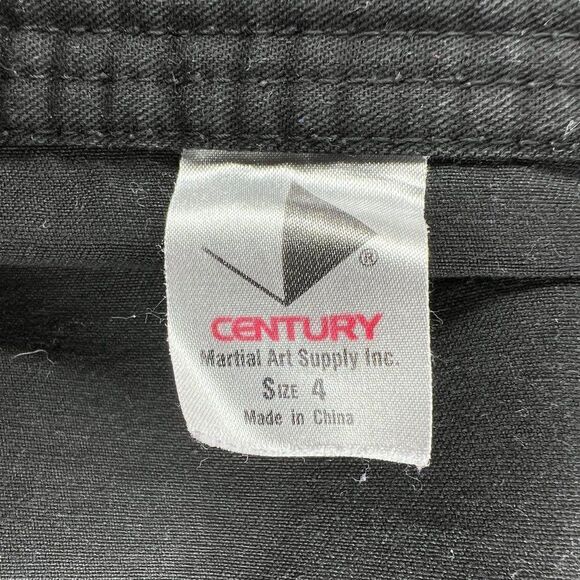 ®
CENTURY
Martial Art Supply Inc.
SIZE 4
Made in China